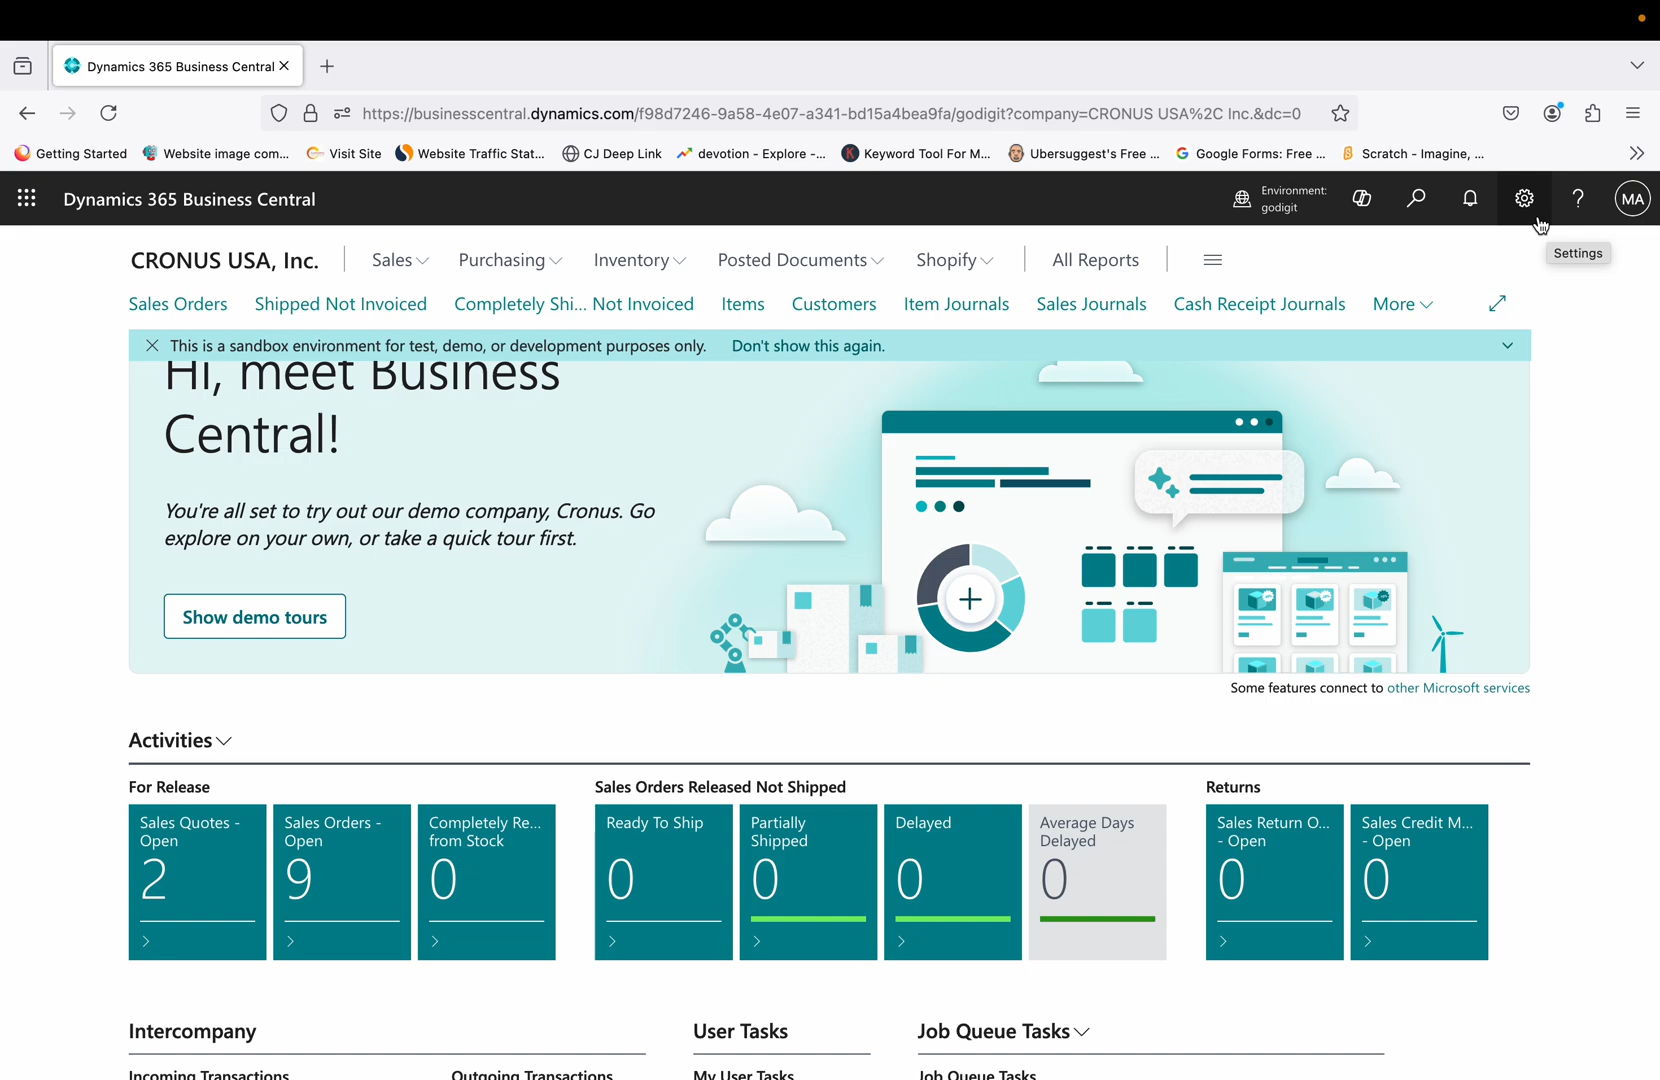 Dynamics 365 Business Central
https://businesscentral.dynamics.com/f98d7246-9a58-4e07-a341-bd15a4bea9fa/godigit?company=CRONUS USA%2C Inc.&dc=0
Getting Started
Website image com...
Visit Site
Website Traffic Stat...
CJ Deep Link
devotion - Explore -...
Keyword Tool For M...
Ubersuggest's Free ...
Google Forms: Free ...
Scratch - Imagine, ...
Dynamics 365 Business Central
Environment:
godigit
MA
Settings
CRONUS USA, Inc.
Sales
Purchasing
Inventory
Posted Documents
Shopify
All Reports
Sales Orders
Shipped Not Invoiced
Completely Shi... Not Invoiced
Items
Customers
Item Journals
Sales Journals
Cash Receipt Journals
More
This is a sandbox environment for test, demo, or development purposes only.
Don't show this again.
Hi, meet Business
Central!
You're all set to try out our demo company, Cronus. Go
explore on your own, or take a quick tour first.
Show demo tours
Some features connect to other Microsoft services
Activities
For Release
Sales Quotes -
Open
2
Sales Orders -
Open
9
Completely Re...
from Stock
0
Sales Orders Released Not Shipped
Ready To Ship
0
Partially
Shipped
0
Delayed
0
Average Days
Delayed
0
Returns
Sales Return O...
- Open
0
Sales Credit M...
- Open
0
Intercompany
Incoming Transactions
Outgoing Transactions
User Tasks
My User Tasks
Job Queue Tasks
Job Queue Tasks